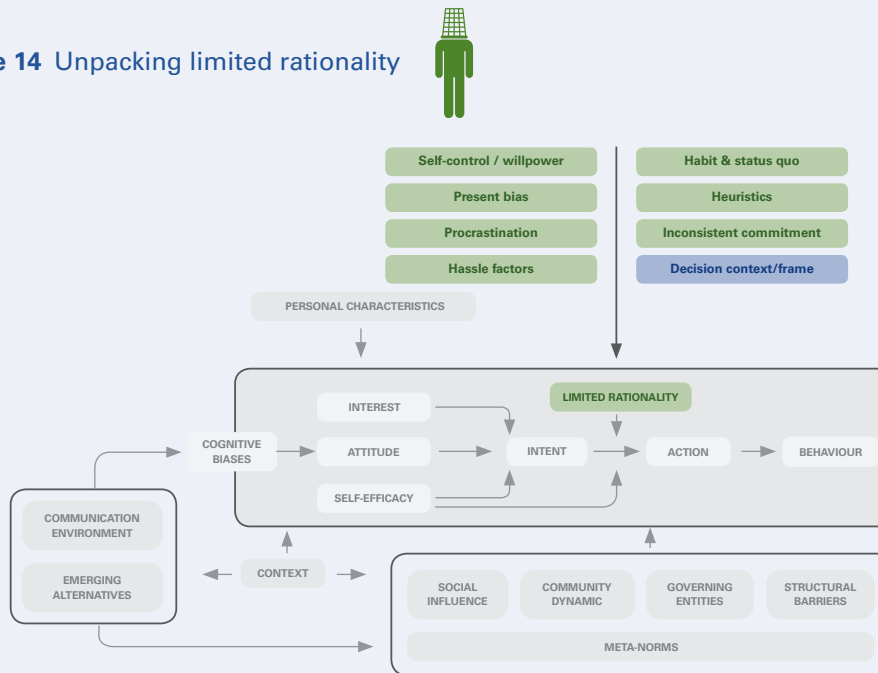 e 14 Unpacking limited rationality
Self-control / willpower
Present bias
Procrastination
Hassle factors
Habit & status quo
Heuristics
Inconsistent commitment
Decision context/frame
PERSONAL CHARACTERISTICS
LIMITED RATIONALITY
INTEREST
COGNITIVE
BIASES
ATTITUDE
INTENT
ACTION
BEHAVIOUR
SELF-EFFICACY
COMMUNICATION
ENVIRONMENT
EMERGING
ALTERNATIVES
CONTEXT
SOCIAL
INFLUENCE
COMMUNITY
DYNAMIC
GOVERNING
ENTITIES
STRUCTURAL
BARRIERS
META-NORMS